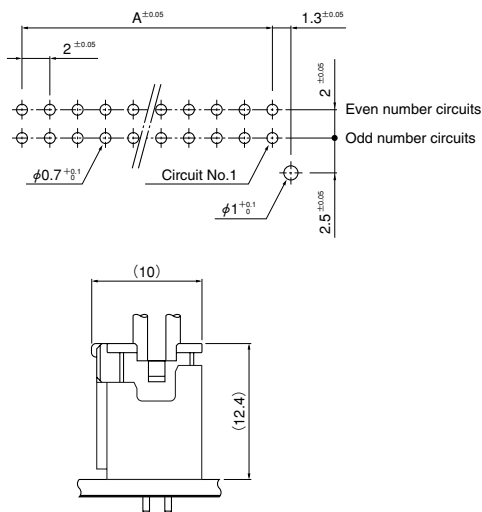 A±0.05
1.3±0.05
2 ±0.05
2 ±0.05
Even number circuits
Odd number circuits
φ0.7 +0.1 0
Circuit No.1
φ1 +0.1 0
2.5 ±0.05
(10)
(12.4)